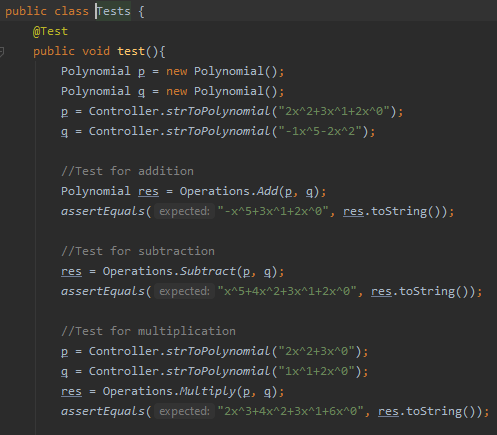 public class Tests {
@Test
public void test(){
Polynomial p = new Polynomial();
Polynomial q = new Polynomial();
p = Controller.strToPolynomial("2x^2+3x^1+2x^0");
q = Controller.strToPolynomial("-1x^5-2x^2");
//Test for addition
Polynomial res = Operations.Add(p, q);
assertEquals( expected: "-x^5+3x^1+2x^0", res.toString());
//Test for subtraction
res = Operations.Subtract(p, q);
assertEquals( expected: "x^5+4x^2+3x^1+2x^0", res.toString());
//Test for multiplication
p = Controller.strToPolynomial("2x^2+3x^0");
q = Controller.strToPolynomial("1x^1+2x^0");
res = Operations.Multiply(p, q);
assertEquals( expected: "2x^3+4x^2+3x^1+6x^0", res.toString());